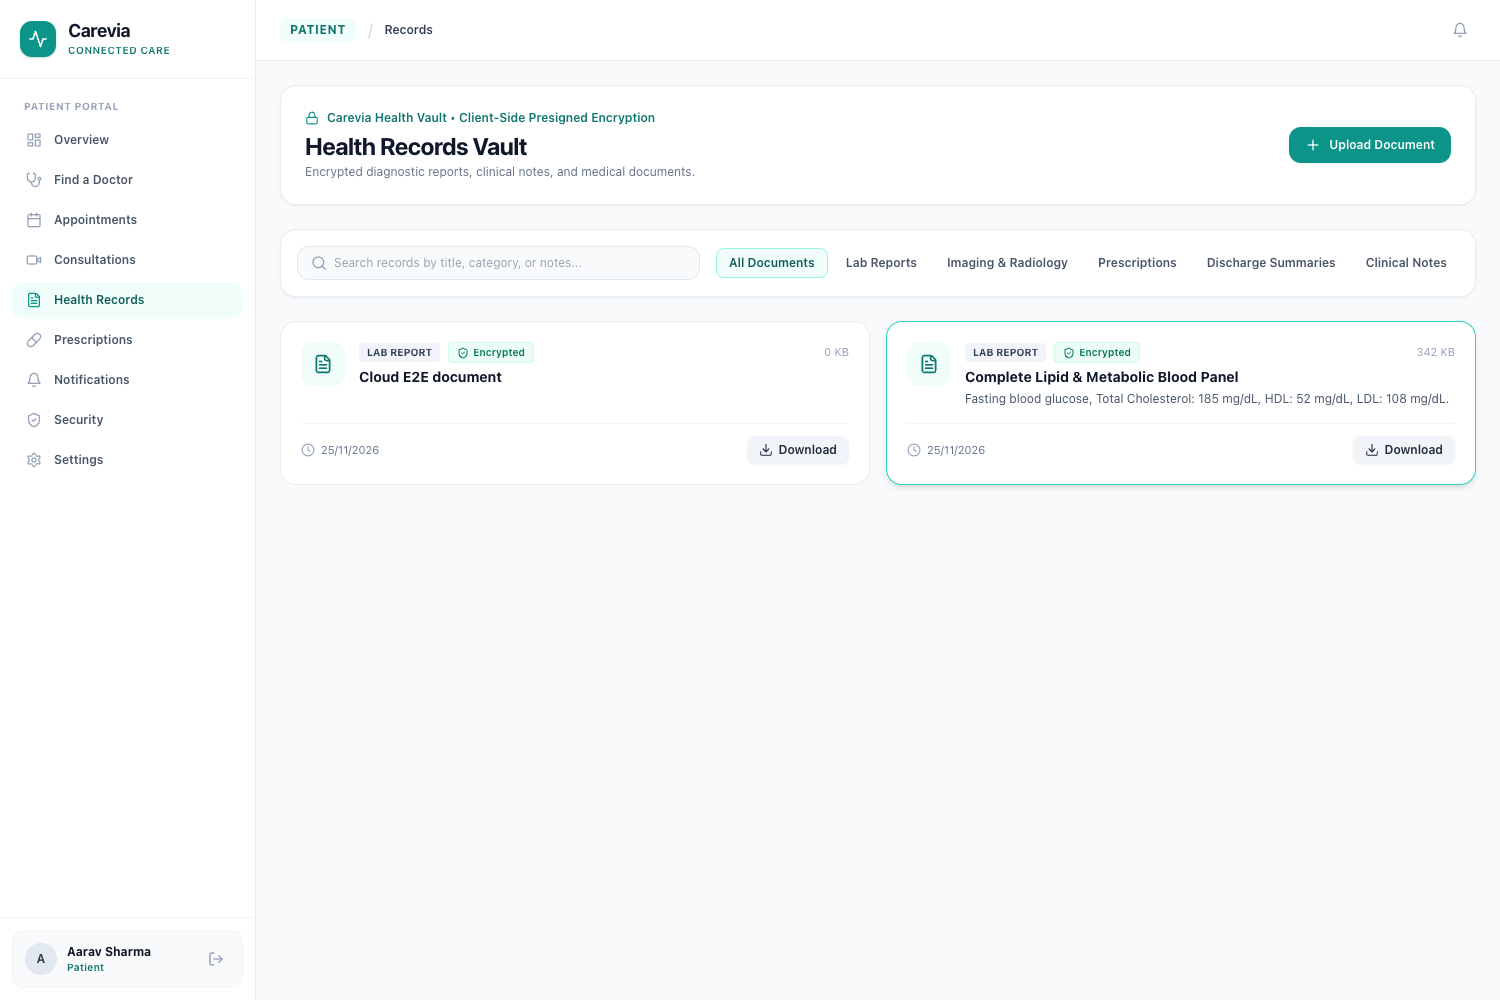 Carevia
CONNECTED CARE
PATIENT PORTAL
Overview
Find a Doctor
Appointments
Consultations
Health Records
Prescriptions
Notifications
Security
Settings
A
Aarav Sharma
Patient
PATIENT / Records
Carevia Health Vault • Client-Side Presigned Encryption
Health Records Vault
Encrypted diagnostic reports, clinical notes, and medical documents.
Upload Document
Search records by title, category, or notes...
All Documents
Lab Reports
Imaging & Radiology
Prescriptions
Discharge Summaries
Clinical Notes
LAB REPORT
Encrypted
0 KB
Cloud E2E document
25/11/2026
Download
LAB REPORT
Encrypted
342 KB
Complete Lipid & Metabolic Blood Panel
Fasting blood glucose, Total Cholesterol: 185 mg/dL, HDL: 52 mg/dL, LDL: 108 mg/dL.
25/11/2026
Download